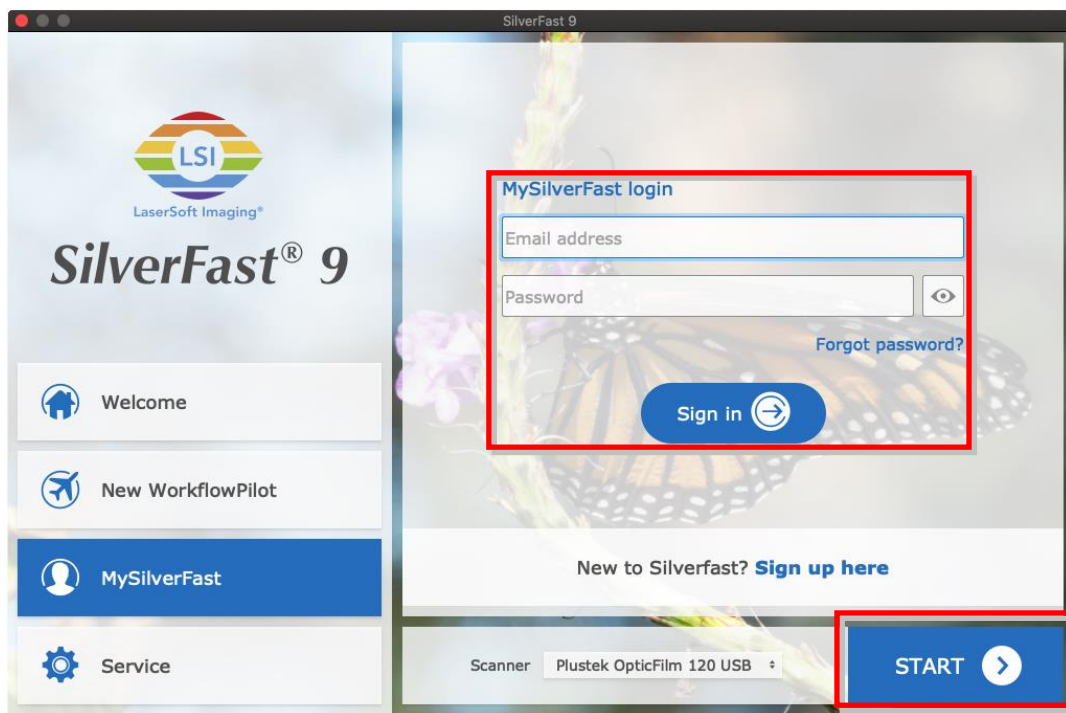 SilverFast 9
LSI
LaserSoft Imaging®
SilverFast® 9
Welcome
New WorkflowPilot
MySilverFast
Service
MySilverFast login
Email address
Password
Forgot password?
Sign in
New to Silverfast? Sign up here
Scanner Plustek OpticFilm 120 USB
START